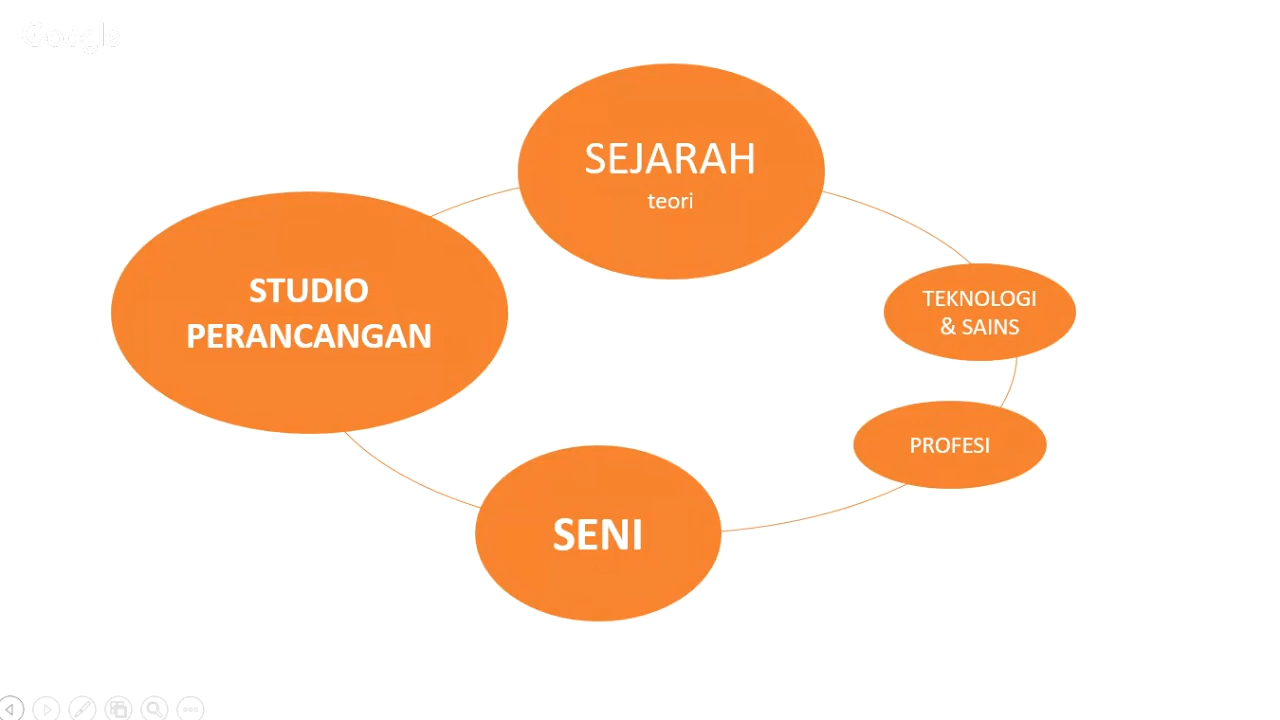 Google
SEJARAH
teori
STUDIO
PERANCANGAN
TEKNOLOGI
& SAINS
PROFESI
SENI